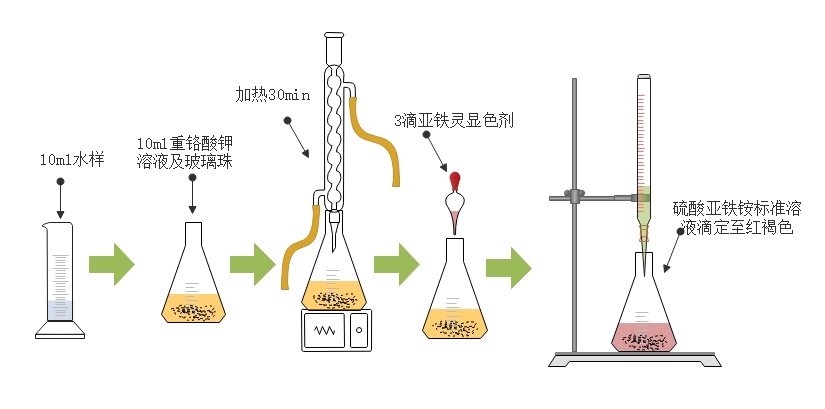 10ml水样
10ml重铬酸钾
溶液及玻璃珠
加热30min
3滴亚铁灵显色剂
硫酸亚铁铵标准溶
液滴定至红褐色